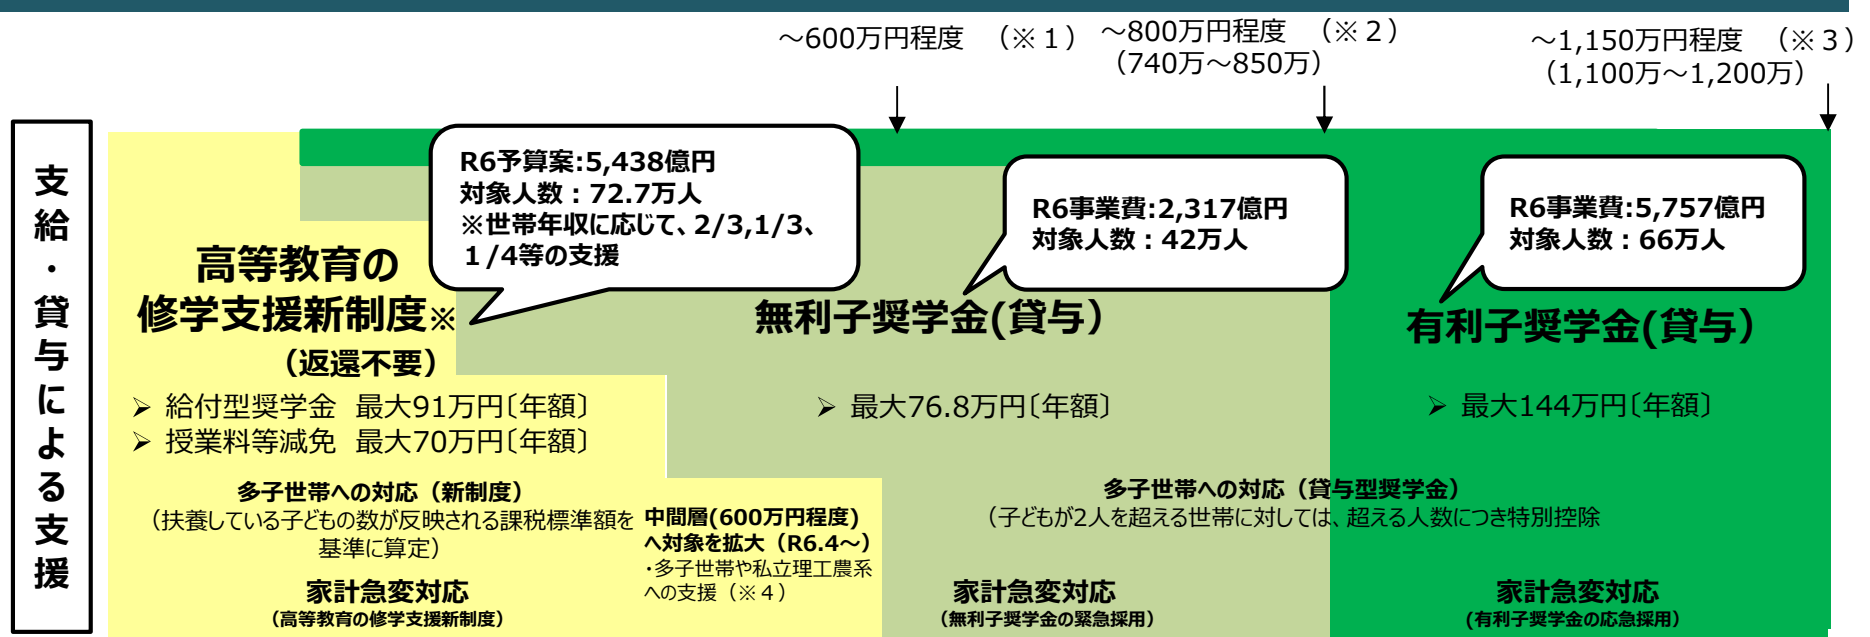 ～600万円程度　（※１）
～800万円程度　（※２）
（740万～850万）
～1,150万円程度　（※３）
（1,100万～1,200万）
支給・貸与による支援
R6予算案:5,438億円
対象人数：72.7万人
※世帯年収に応じて、2/3,1/3、
１/4等の支援
高等教育の
修学支援新制度※
（返還不要）
➢ 給付型奨学金　最大91万円〔年額〕
➢ 授業料等減免　最大70万円〔年額〕
多子世帯への対応（新制度）
（扶養している子どもの数が反映される課税標準額を
基準に算定）
家計急変対応
（高等教育の修学支援新制度）
中間層(600万円程度)
へ対象を拡大（R6.4～）
・多子世帯や私立理工農系
への支援（※４）
R6事業費:2,317億円
対象人数：42万人
無利子奨学金(貸与）
➢ 最大76.8万円〔年額〕
多子世帯への対応（貸与型奨学金）
（子どもが2人を超える世帯に対しては、超える人数につき特別控除
家計急変対応
（無利子奨学金の緊急採用）
R6事業費:5,757億円
対象人数：66万人
有利子奨学金(貸与）
➢ 最大144万円〔年額〕
家計急変対応
(有利子奨学金の応急採用）